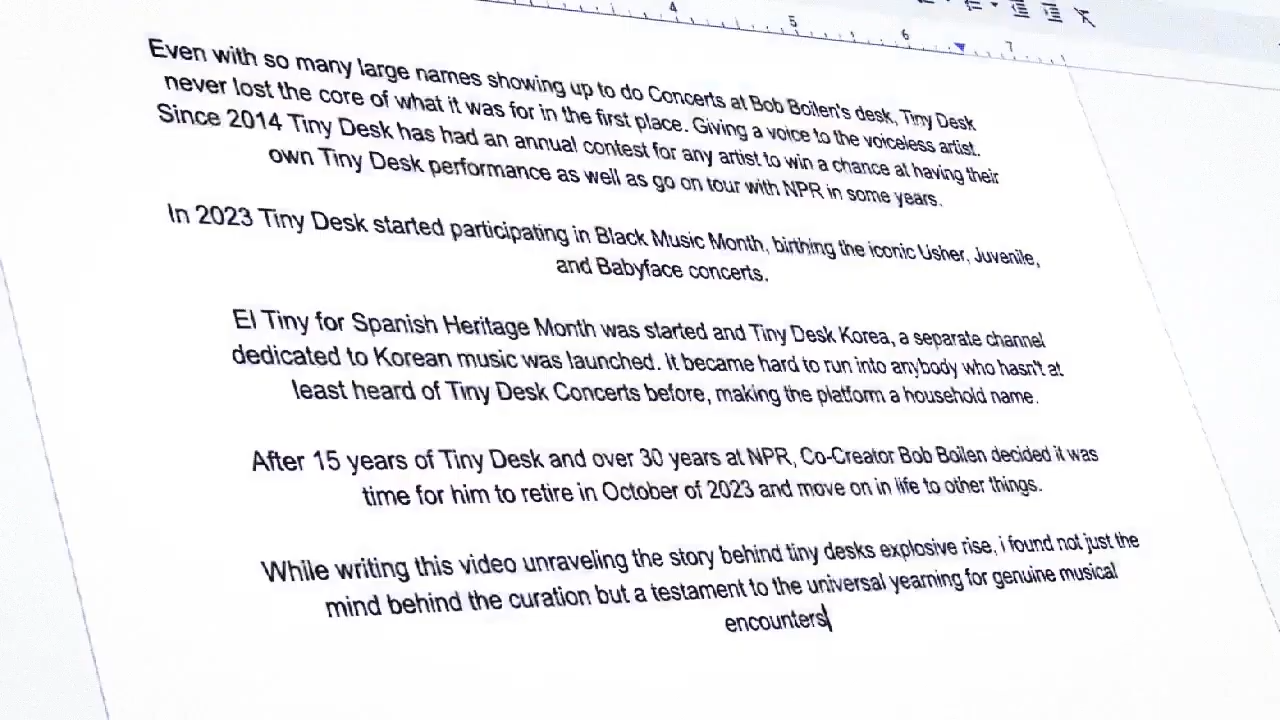 4 5 6 7
Even with so many large names showing up to do Concerts at Bob Boilen's desk, Tiny Desk
never lost the core of what it was for in the first place. Giving a voice to the voiceless artist.
Since 2014 Tiny Desk has had an annual contest for any artist to win a chance at having their
own Tiny Desk performance as well as go on tour with NPR in some years.
In 2023 Tiny Desk started participating in Black Music Month, birthing the iconic Usher, Juvenile,
and Babyface concerts.
El Tiny for Spanish Heritage Month was started and Tiny Desk Korea, a separate channel
dedicated to Korean music was launched. It became hard to run into anybody who hasn't at
least heard of Tiny Desk Concerts before, making the platform a household name.
After 15 years of Tiny Desk and over 30 years at NPR, Co-Creator Bob Boilen decided it was
time for him to retire in October of 2023 and move on in life to other things.
While writing this video unraveling the story behind tiny desks explosive rise, i found not just the
mind behind the curation but a testament to the universal yearning for genuine musical
encounters